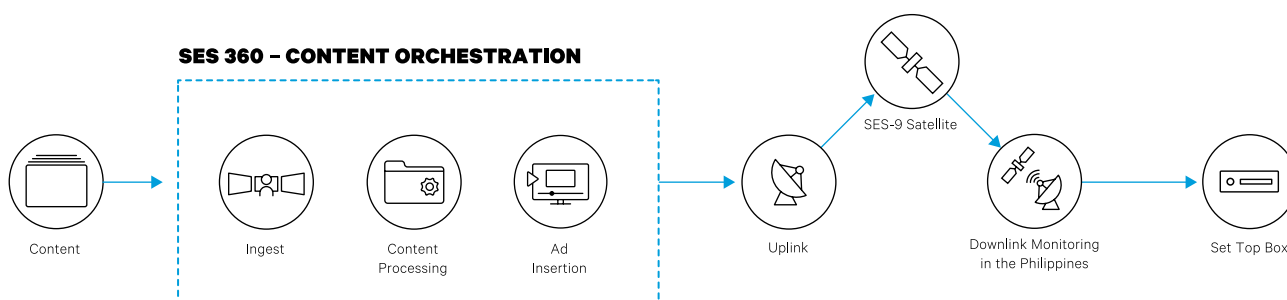 SES 360 – CONTENT ORCHESTRATION
SES-9 Satellite
Content
Ingest
Content
Processing
Ad
Insertion
Uplink
Downlink Monitoring
in the Philippines
Set Top Box